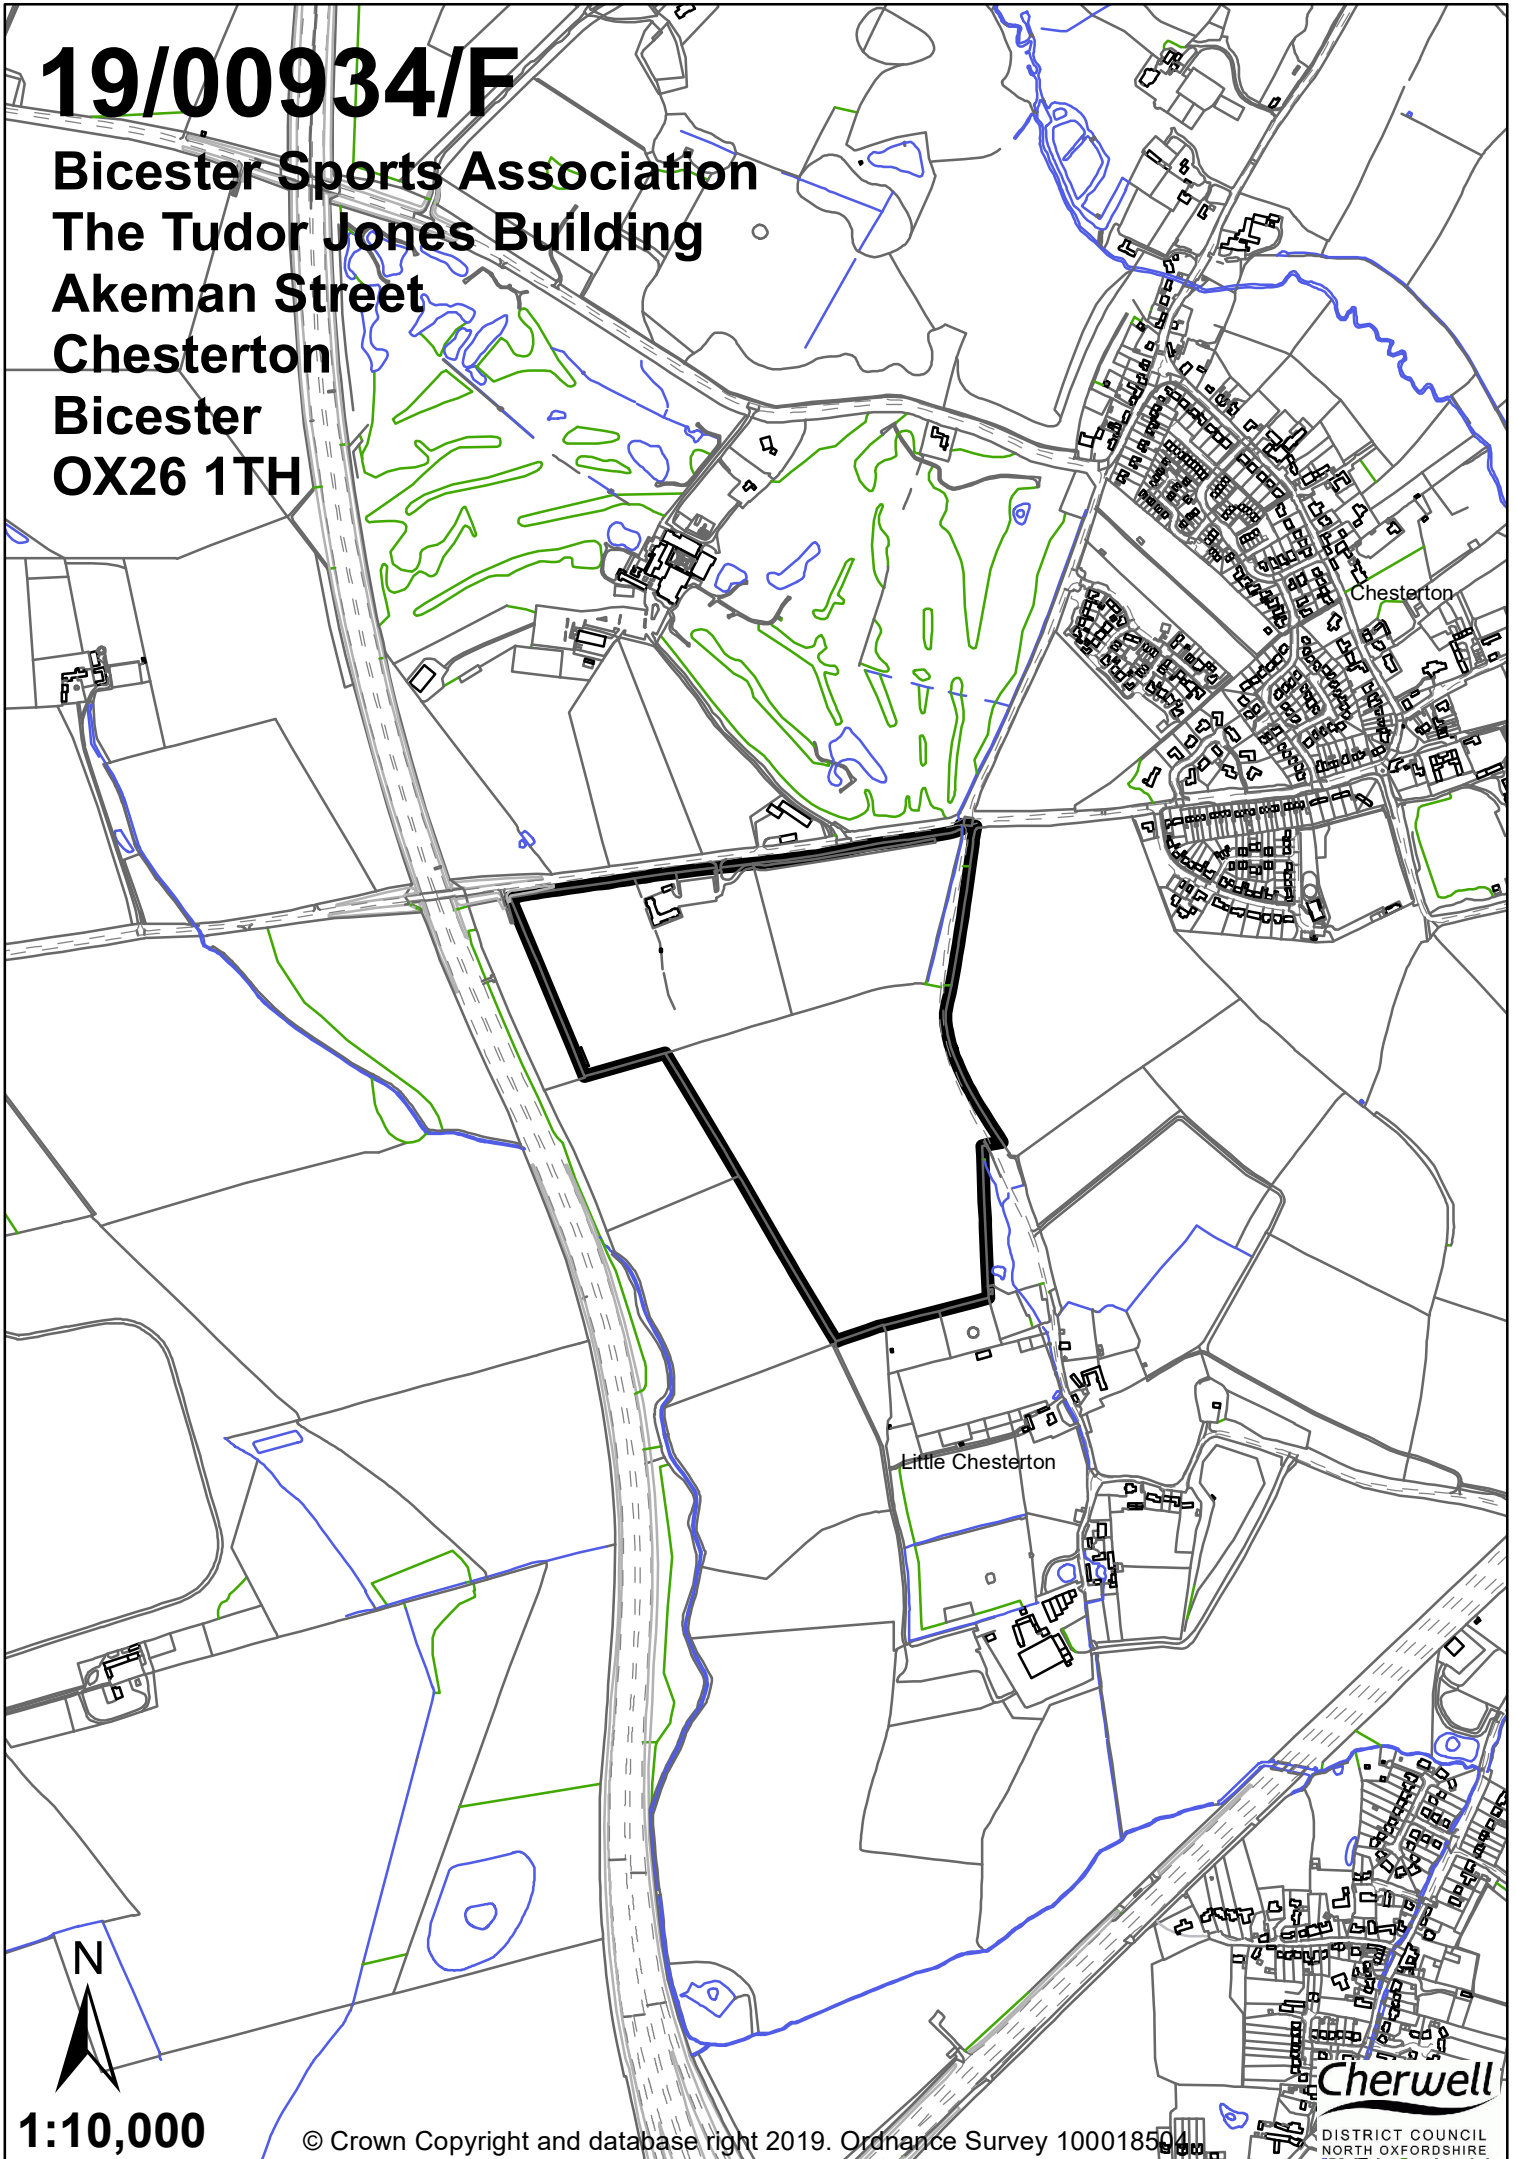 19/00934/F
Bicester Sports Association
The Tudor Jones Building
Akeman Street
Chesterton
Bicester
OX26 1TH
Chesterton
Little Chesterton
N
1:10,000
© Crown Copyright and database right 2019. Ordnance Survey 100018504
Cherwell
DISTRICT COUNCIL
NORTH OXFORDSHIRE